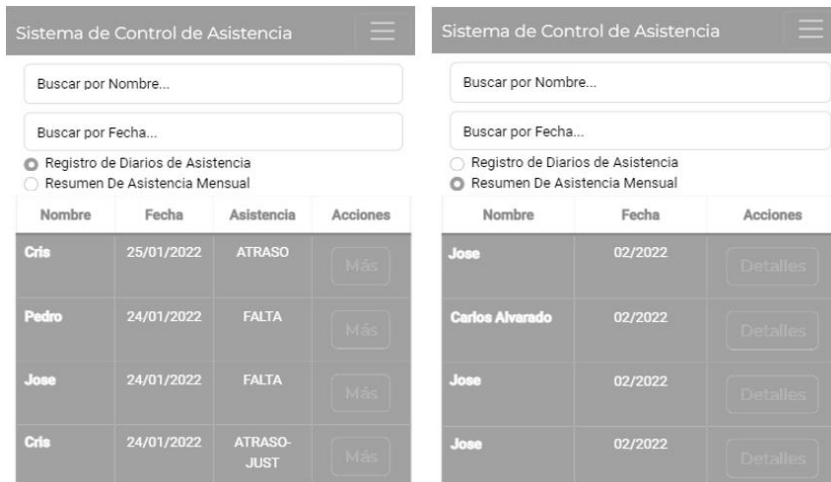 Sistema de Control de Asistencia
Buscar por Nombre...
Buscar por Fecha...
Registro de Diarios de Asistencia
Resumen De Asistencia Mensual
Nombre Fecha Asistencia Acciones
Cris 25/01/2022 ATRASO Más
Pedro 24/01/2022 FALTA Más
Jose 24/01/2022 FALTA Más
Cris 24/01/2022 ATRASO-
JUST Más
Sistema de Control de Asistencia
Buscar por Nombre...
Buscar por Fecha...
Registro de Diarios de Asistencia
Resumen De Asistencia Mensual
Nombre Fecha Acciones
Jose 02/2022 Detalles
Carlos Alvarado 02/2022 Detalles
Jose 02/2022 Detalles
Jose 02/2022 Detalles